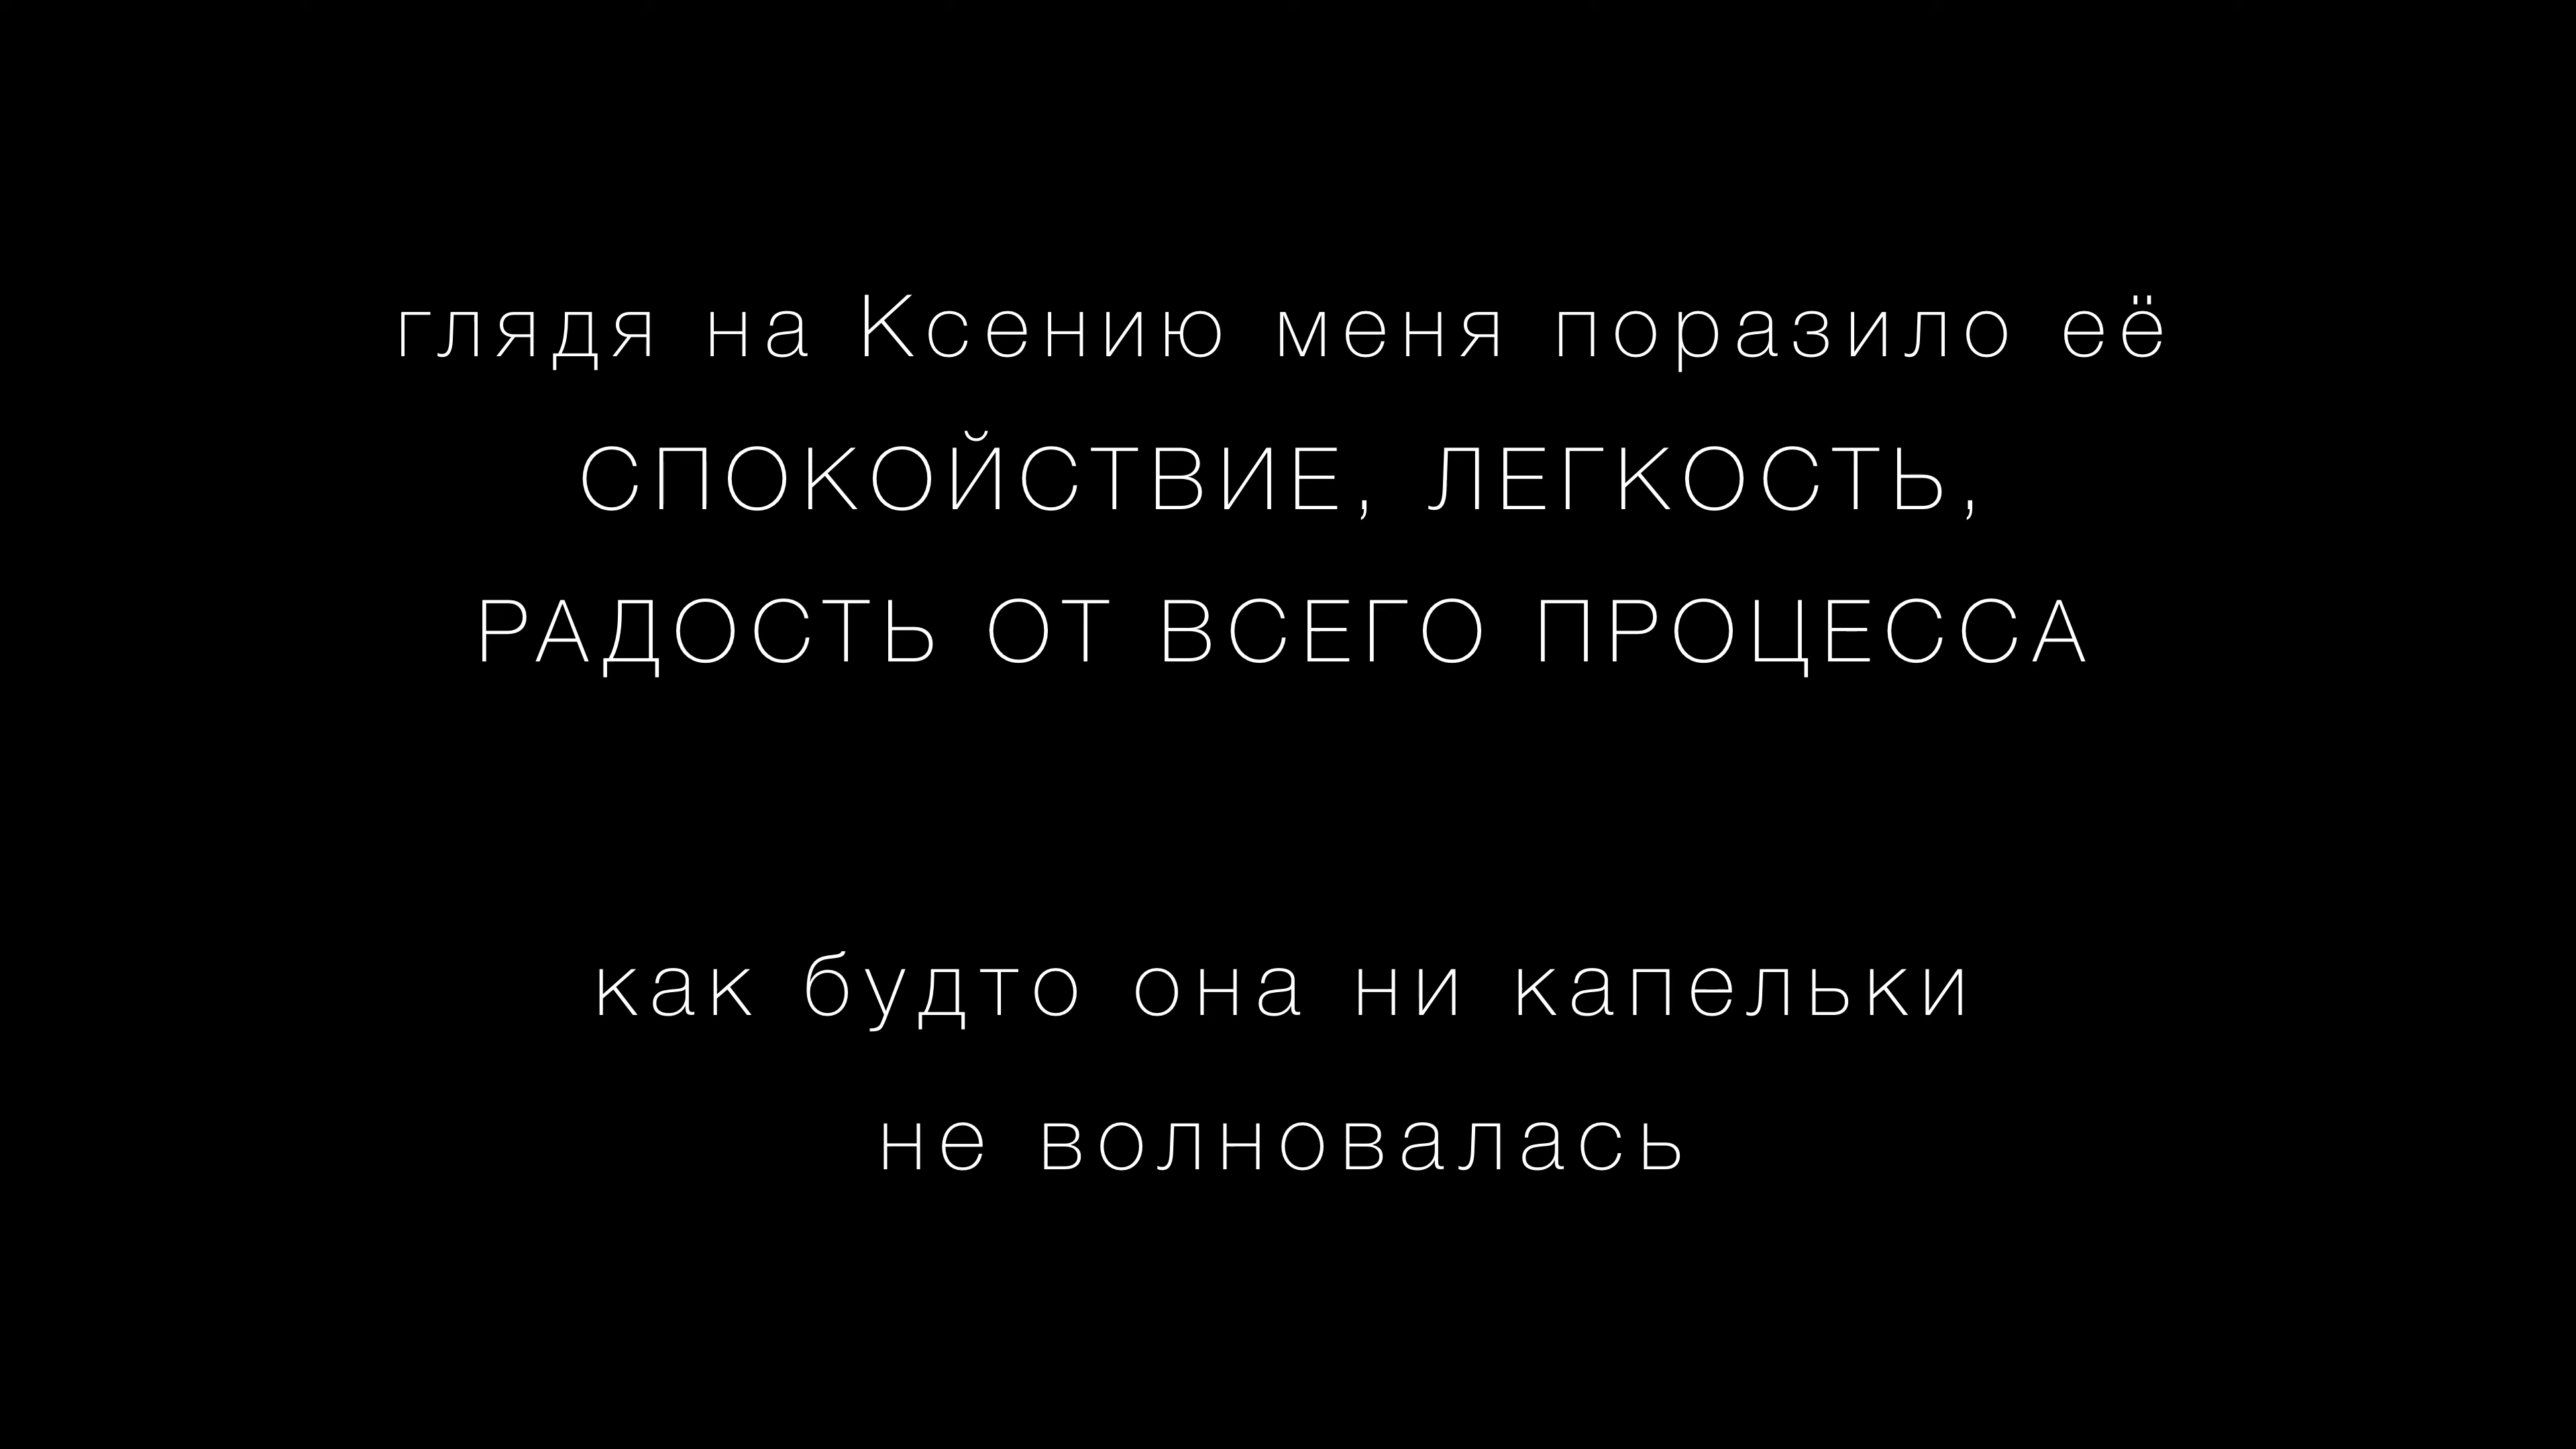 глядя на Ксению меня поразило её
СПОКОЙСТВИЕ, ЛЕГКОСТЬ,
РАДОСТЬ ОТ ВСЕГО ПРОЦЕССА
как будто она ни капельки
не волновалась